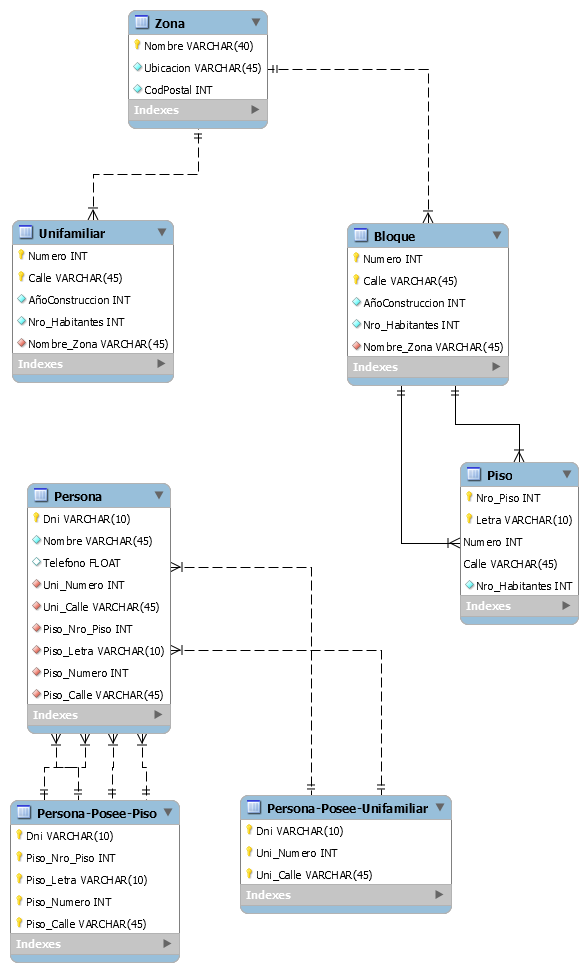 Zona
Nombre VARCHAR(40)
Ubicacion VARCHAR(45)
CodPostal INT
Indexes
Unifamiliar
Numero INT
Calle VARCHAR(45)
AñoConstruccion INT
Nro_Habitantes INT
Nombre_Zona VARCHAR(45)
Indexes
Bloque
Numero INT
Calle VARCHAR(45)
AñoConstruccion INT
Nro_Habitantes INT
Nombre_Zona VARCHAR(45)
Indexes
Piso
Nro_Piso INT
Letra VARCHAR(10)
Numero INT
Calle VARCHAR(45)
Nro_Habitantes INT
Indexes
Persona
Dni VARCHAR(10)
Nombre VARCHAR(45)
Telefono FLOAT
Uni_Numero INT
Uni_Calle VARCHAR(45)
Piso_Nro_Piso INT
Piso_Letra VARCHAR(10)
Piso_Numero INT
Piso_Calle VARCHAR(45)
Indexes
Persona-Posee-Piso
Dni VARCHAR(10)
Piso_Nro_Piso INT
Piso_Letra VARCHAR(10)
Piso_Numero INT
Piso_Calle VARCHAR(45)
Indexes
Persona-Posee-Unifamiliar
Dni VARCHAR(10)
Uni_Numero INT
Uni_Calle VARCHAR(45)
Indexes